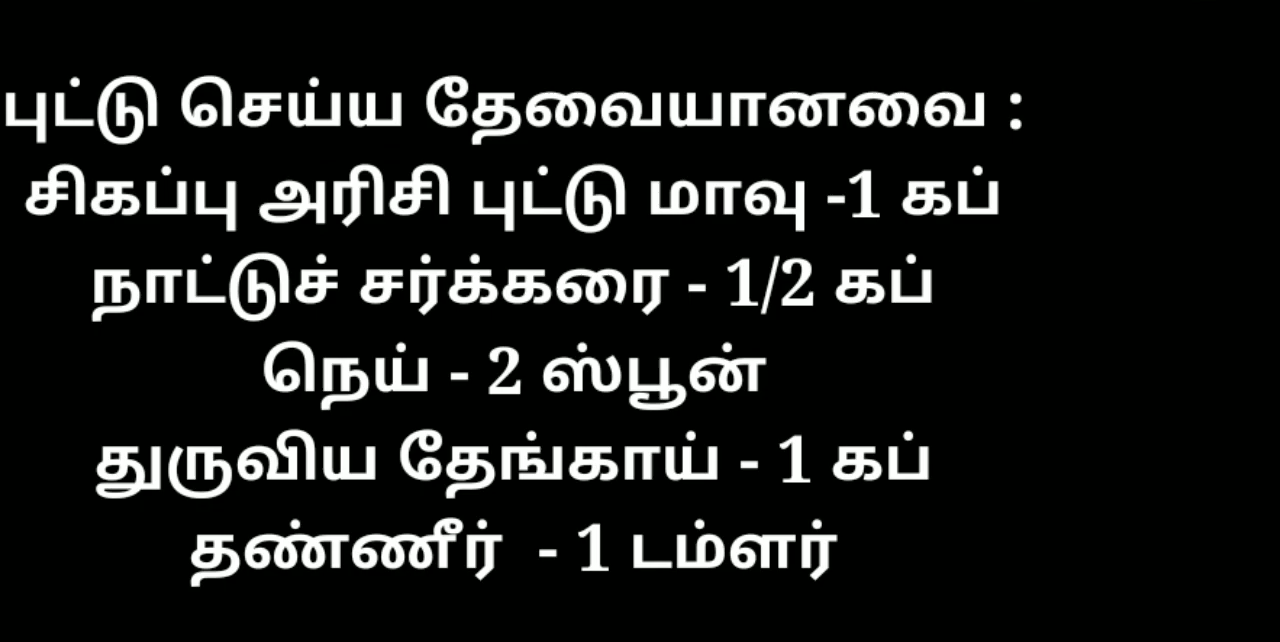 புட்டு செய்ய தேவையானவை :
சிகப்பு அரிசி புட்டு மாவு -1 கப்
நாட்டுச் சர்க்கரை - 1/2 கப்
நெய் - 2 ஸ்பூன்
துருவிய தேங்காய் - 1 கப்
தண்ணீர்  - 1 டம்ளர்